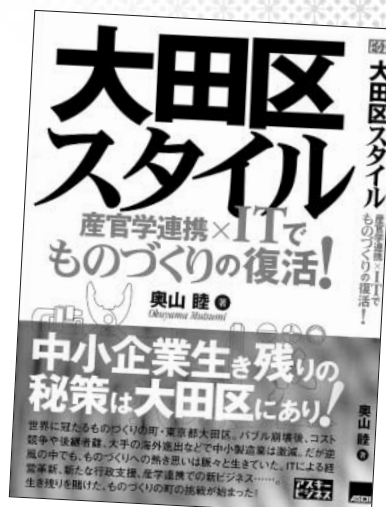 大田区
スタイル
産官学連携×ITで
ものづくりの復活!
奥山 睦 著
Okuyama Mutsumi
中小企業生き残りの
秘策は大田区にあり!
世界に冠たるものづくりの町・東京都大田区。バブル崩壊後、コスト
競争や後継者難、大手の海外進出などで中小製造業は激減。だが逆
風の中でも、ものづくりへの熱き思いは脈々と生きていた。ITによる経
営革新、新たな行政支援、産学連携での新ビジネス……。
生き残りを賭けた、ものづくりの町の挑戦が始まった!
アスキー
ビジネス
大田区スタイル
産官学連携×ITで
ものづくりの復活!
奥山 睦 著
ASCII